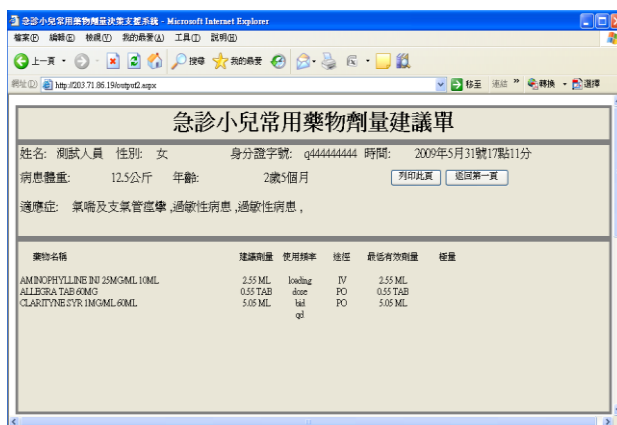 急診小兒常用藥物劑量決策支援系統 - Microsoft Internet Explorer
檔案(F) 編輯(E) 檢視(V) 我的最愛(A) 工具(T) 說明(H)
上一頁 搜尋 我的最愛
網址(D) http://203.71.86.19/output2.aspx 移至 連結 » 轉換 選擇
急診小兒常用藥物劑量建議單
姓名: 測試人員 性別: 女 身分證字號: q444444444 時間: 2009年5月31號17點11分
病患體重: 12.5公斤 年齡: 2歲5個月 列印此頁 返回第一頁
適應症: 氣喘及支氣管痙攣 ,過敏性病患 ,過敏性病患 ,
藥物名稱 建議劑量 使用頻率 途徑 最低有效劑量 極量
AMINOPHYLLINE INJ 25MG/ML 10ML 2.55 ML loading IV 2.55 ML
ALLEGRA TAB 60MG 0.55 TAB dose PO 0.55 TAB
CLARITYNE SYR 1MG/ML 60ML 5.05 ML bid PO 5.05 ML
qd